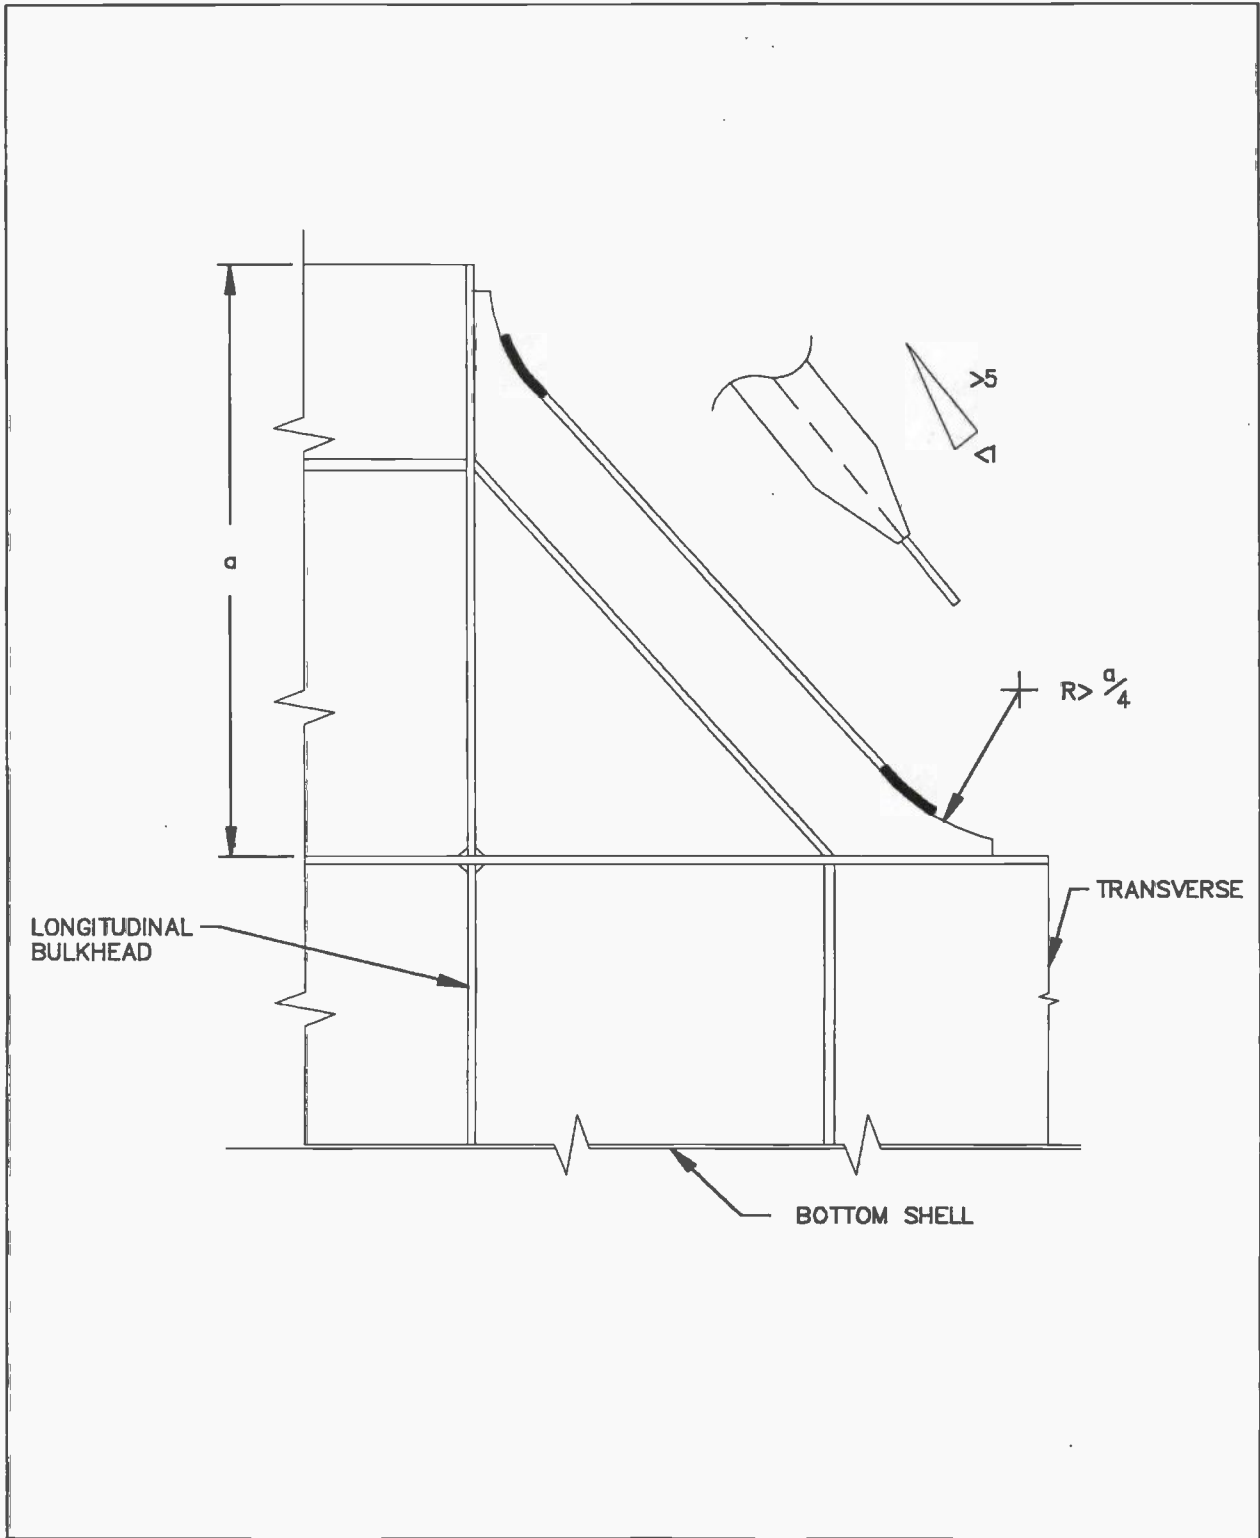 >5
<1
a
R> a/4
TRANSVERSE
LONGITUDINAL
BULKHEAD
BOTTOM SHELL